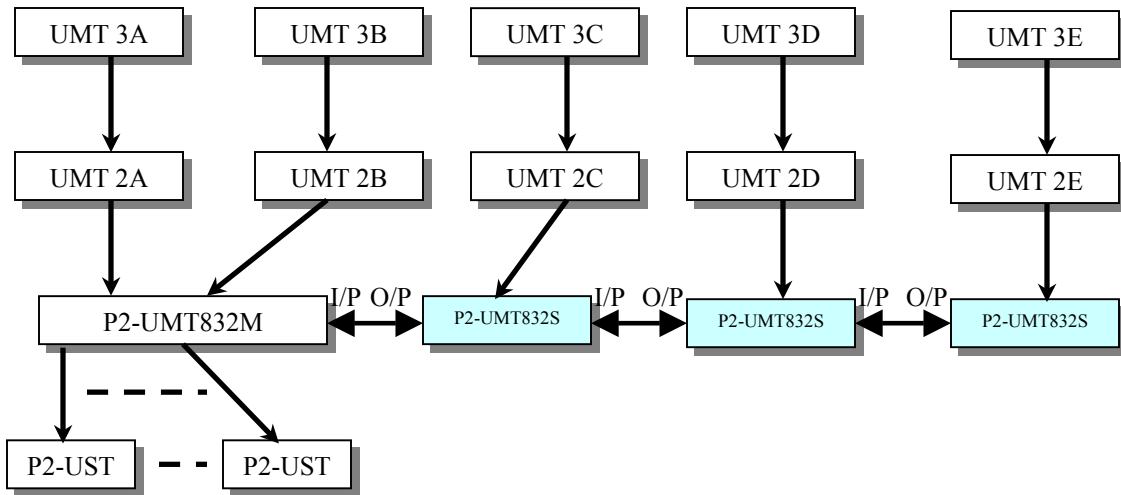 UMT 3A
UMT 3B
UMT 3C
UMT 3D
UMT 3E
UMT 2A
UMT 2B
UMT 2C
UMT 2D
UMT 2E
I/P O/P
I/P O/P
I/P O/P
P2-UMT832M
P2-UMT832S
P2-UMT832S
P2-UMT832S
P2-UST
P2-UST